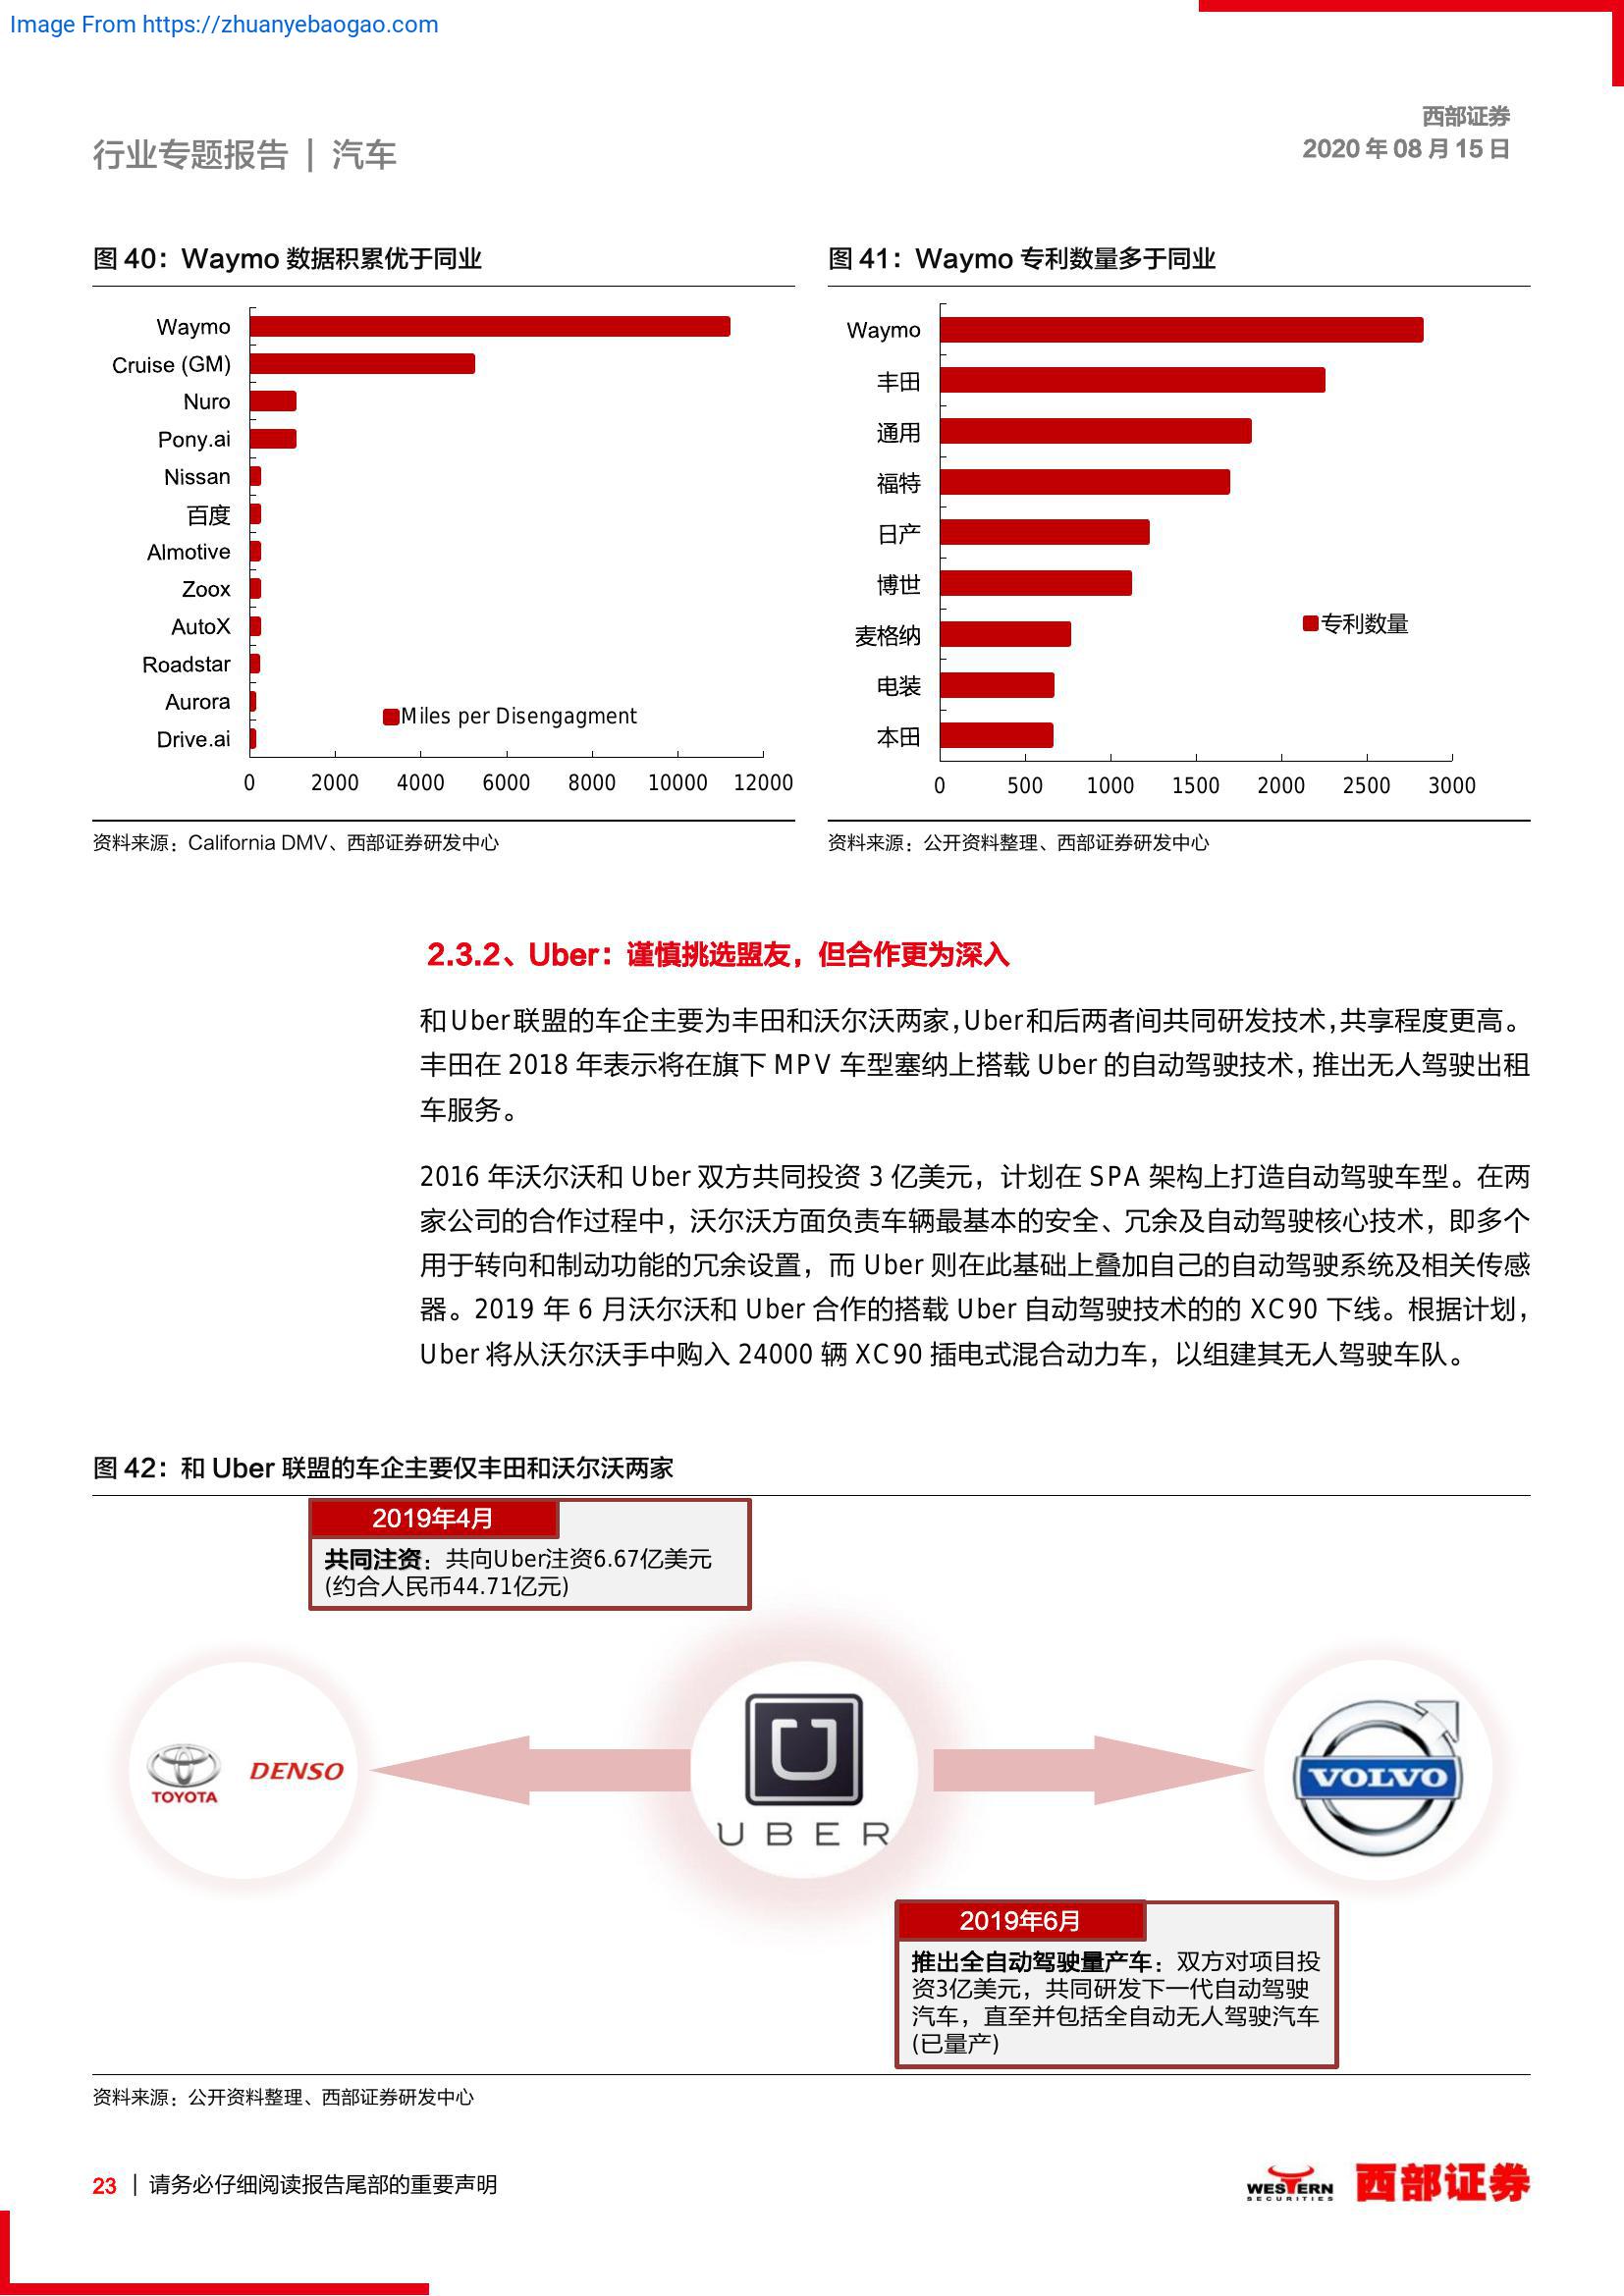 Image From https://zhuanyebaogao.com
西部证券
2020 年 08 月 15 日
行业专题报告 | 汽车
图 40：Waymo 数据积累优于同业
Waymo
Cruise (GM)
Nuro
Pony.ai
Nissan
百度
Almotive
Zoox
AutoX
Roadstar
Aurora
Drive.ai
Miles per Disengagment
0 2000 4000 6000 8000 10000 12000
资料来源：California DMV、西部证券研发中心
图 41：Waymo 专利数量多于同业
Waymo
丰田
通用
福特
日产
博世
麦格纳
电装
本田
专利数量
0 500 1000 1500 2000 2500 3000
资料来源：公开资料整理、西部证券研发中心
2.3.2、Uber：谨慎挑选盟友，但合作更为深入
和Uber联盟的车企主要为丰田和沃尔沃两家，Uber和后两者间共同研发技术，共享程度更高。
丰田在 2018 年表示将在旗下 MPV 车型塞纳上搭载 Uber 的自动驾驶技术，推出无人驾驶出租
车服务。
2016 年沃尔沃和 Uber 双方共同投资 3 亿美元，计划在 SPA 架构上打造自动驾驶车型。在两
家公司的合作过程中，沃尔沃方面负责车辆最基本的安全、冗余及自动驾驶核心技术，即多个
用于转向和制动功能的冗余设置，而 Uber 则在此基础上叠加自己的自动驾驶系统及相关传感
器。2019 年 6 月沃尔沃和 Uber 合作的搭载 Uber 自动驾驶技术的的 XC90 下线。根据计划，
Uber 将从沃尔沃手中购入 24000 辆 XC90 插电式混合动力车，以组建其无人驾驶车队。
图 42：和 Uber 联盟的车企主要仅丰田和沃尔沃两家
2019年4月
共同注资：共向Uber注资6.67亿美元
(约合人民币44.71亿元)
TOYOTA
DENSO
U
UBER
VOLVO
2019年6月
推出全自动驾驶量产车：双方对项目投
资3亿美元，共同研发下一代自动驾驶
汽车，直至并包括全自动无人驾驶汽车
(已量产)
资料来源：公开资料整理、西部证券研发中心
23 | 请务必仔细阅读报告尾部的重要声明
WESTERN
SECURITIES
西部证券